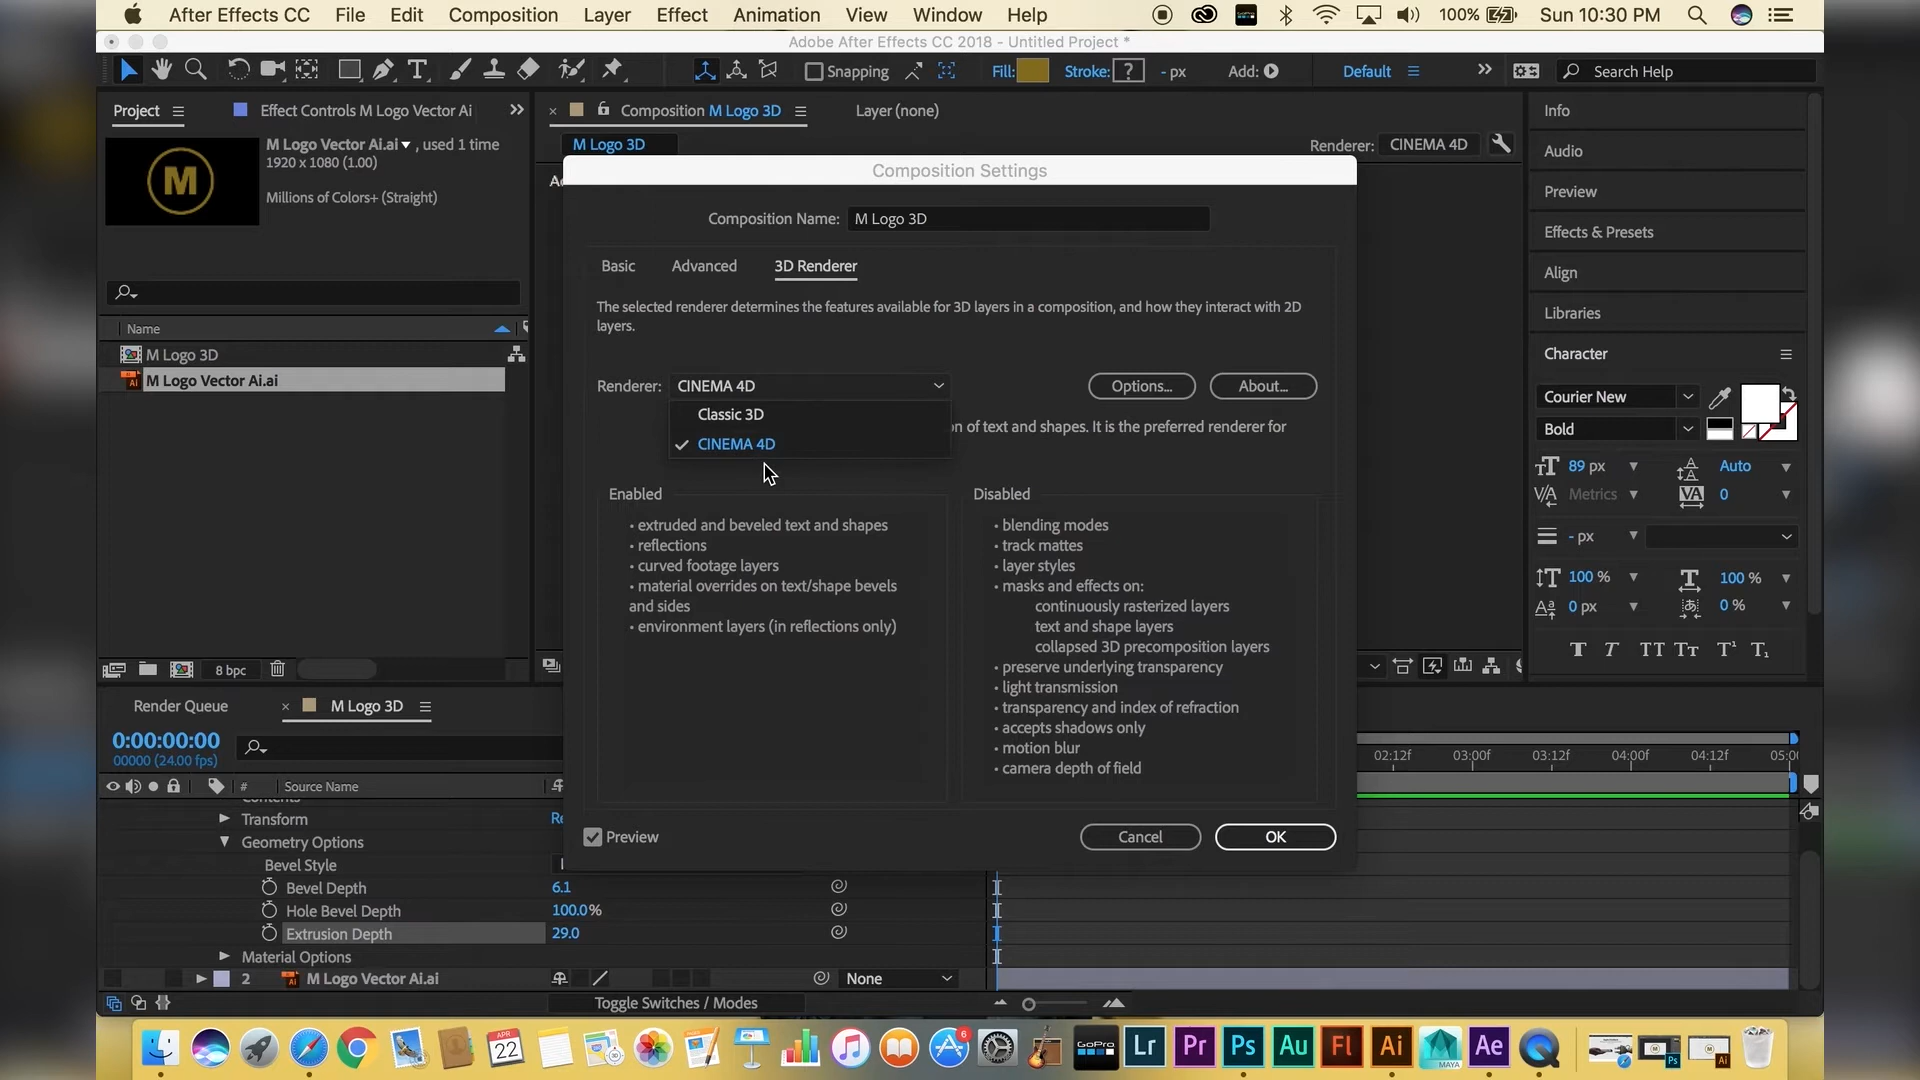 After Effects CC File Edit Composition Layer Effect Animation View Window Help 100% Sun 10:30 PM
Adobe After Effects CC 2018 - Untitled Project *
Snapping Fill: Stroke: ? - px Add: Default Search Help
Project Effect Controls M Logo Vector Ai
M Logo Vector Ai.ai , used 1 time
1920 x 1080 (1.00)
Millions of Colors+ (Straight)
M
Name
M Logo 3D
M Logo Vector Ai.ai
8 bpc
Composition M Logo 3D Layer (none)
M Logo 3D
Renderer: CINEMA 4D
Composition Settings
Composition Name: M Logo 3D
Basic Advanced 3D Renderer
The selected renderer determines the features available for 3D layers in a composition, and how they interact with 2D
layers.
Renderer: CINEMA 4D Options... About...
Classic 3D
CINEMA 4D
n of text and shapes. It is the preferred renderer for
Enabled
• extruded and beveled text and shapes
• reflections
• curved footage layers
• material overrides on text/shape bevels
and sides
• environment layers (in reflections only)
Disabled
• blending modes
• track mattes
• layer styles
• masks and effects on:
continuously rasterized layers
text and shape layers
collapsed 3D precomposition layers
• preserve underlying transparency
• light transmission
• transparency and index of refraction
• accepts shadows only
• motion blur
• camera depth of field
Preview Cancel OK
Info
Audio
Preview
Effects & Presets
Align
Libraries
Character
Courier New
Bold
89 px Auto
Metrics 0
- px
100 % 100 %
0 px 0 %
Render Queue M Logo 3D
0:00:00:00
00000 (24.00 fps)
02:12f 03:00f 03:12f 04:00f 04:12f 05:00
# Source Name
Contents
Transform Re
Geometry Options
Bevel Style
Bevel Depth 6.1
Hole Bevel Depth 100.0%
Extrusion Depth 29.0
Material Options
2 M Logo Vector Ai.ai None
Toggle Switches / Modes
APR
22
6
GoPro
Lr Pr Ps Au Fl Ai MAYA Ae